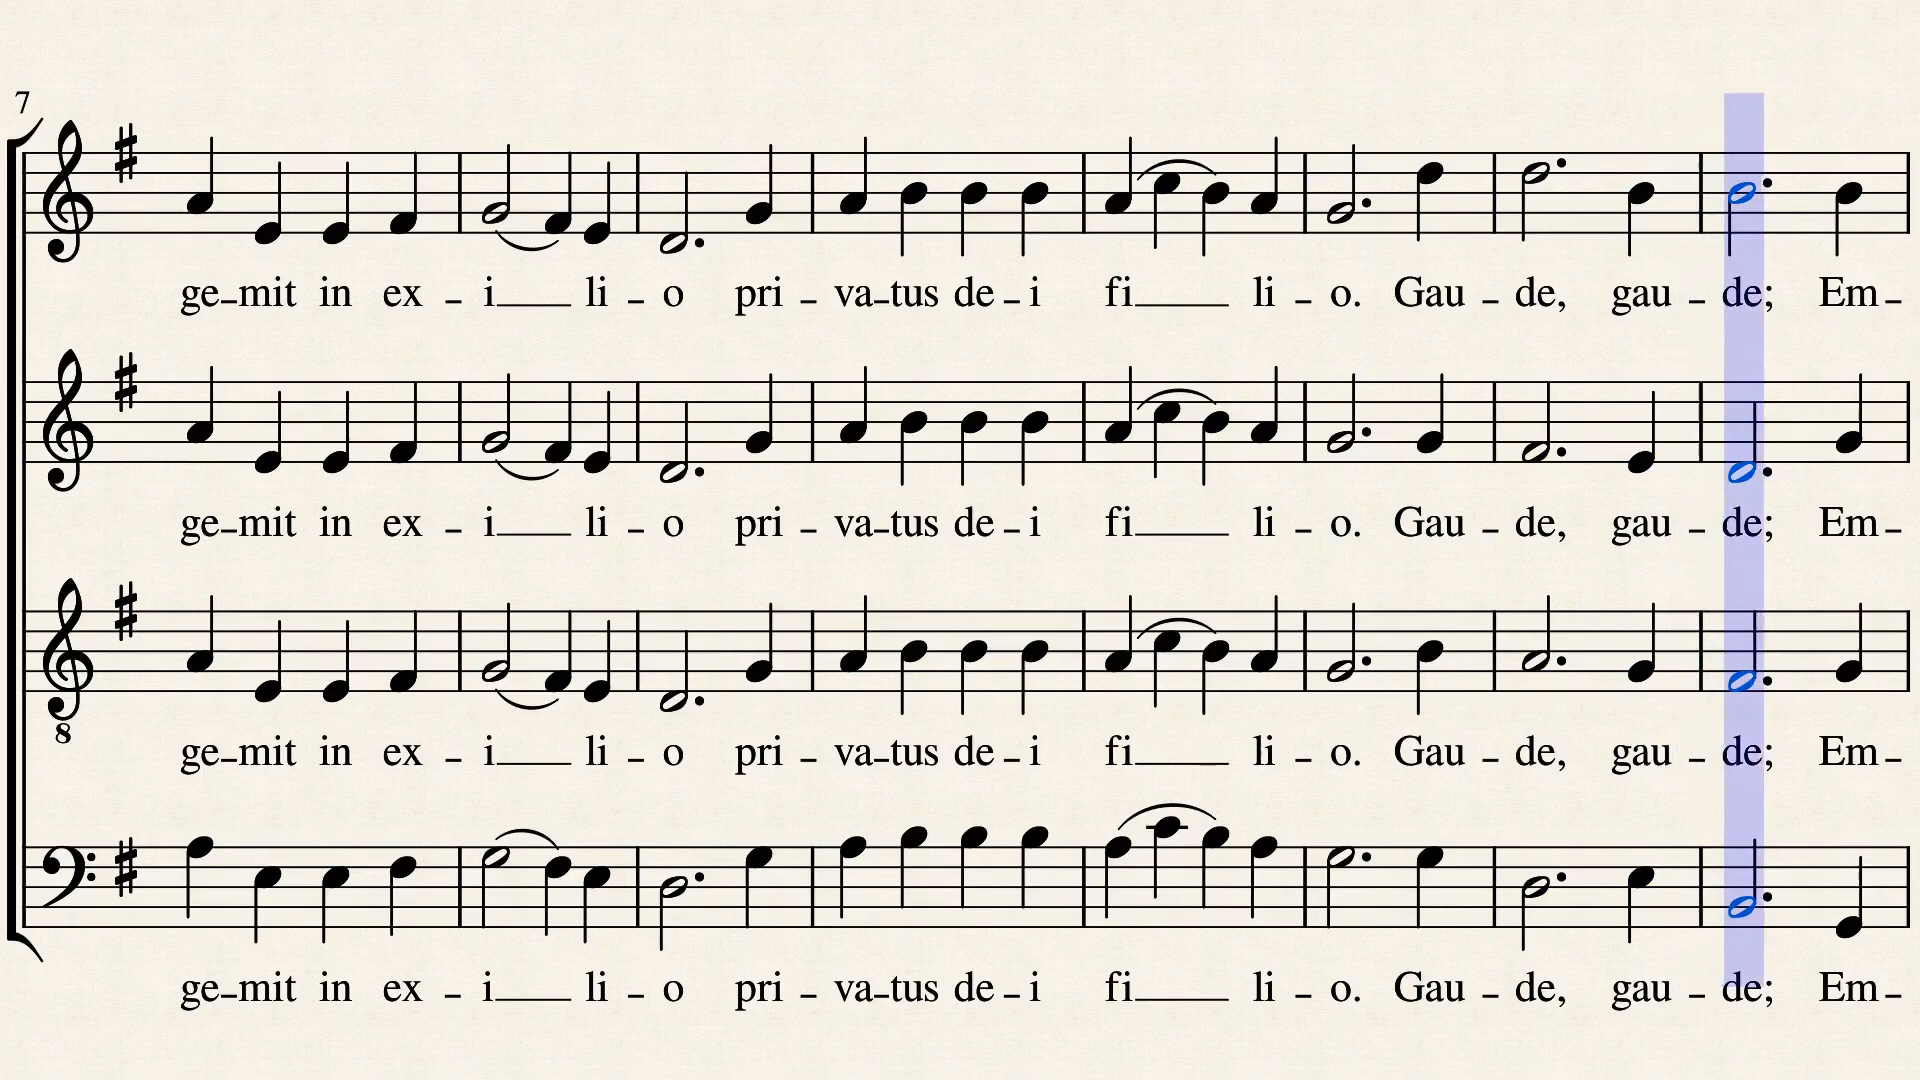 7
ge-mit in ex - i___ li - o pri - va-tus de - i fi___ li - o. Gau - de, gau - de; Em-
ge-mit in ex - i___ li - o pri - va-tus de - i fi___ li - o. Gau - de, gau - de; Em-
8
ge-mit in ex - i___ li - o pri - va-tus de - i fi___ li - o. Gau - de, gau - de; Em-
ge-mit in ex - i___ li - o pri - va-tus de - i fi___ li - o. Gau - de, gau - de; Em-